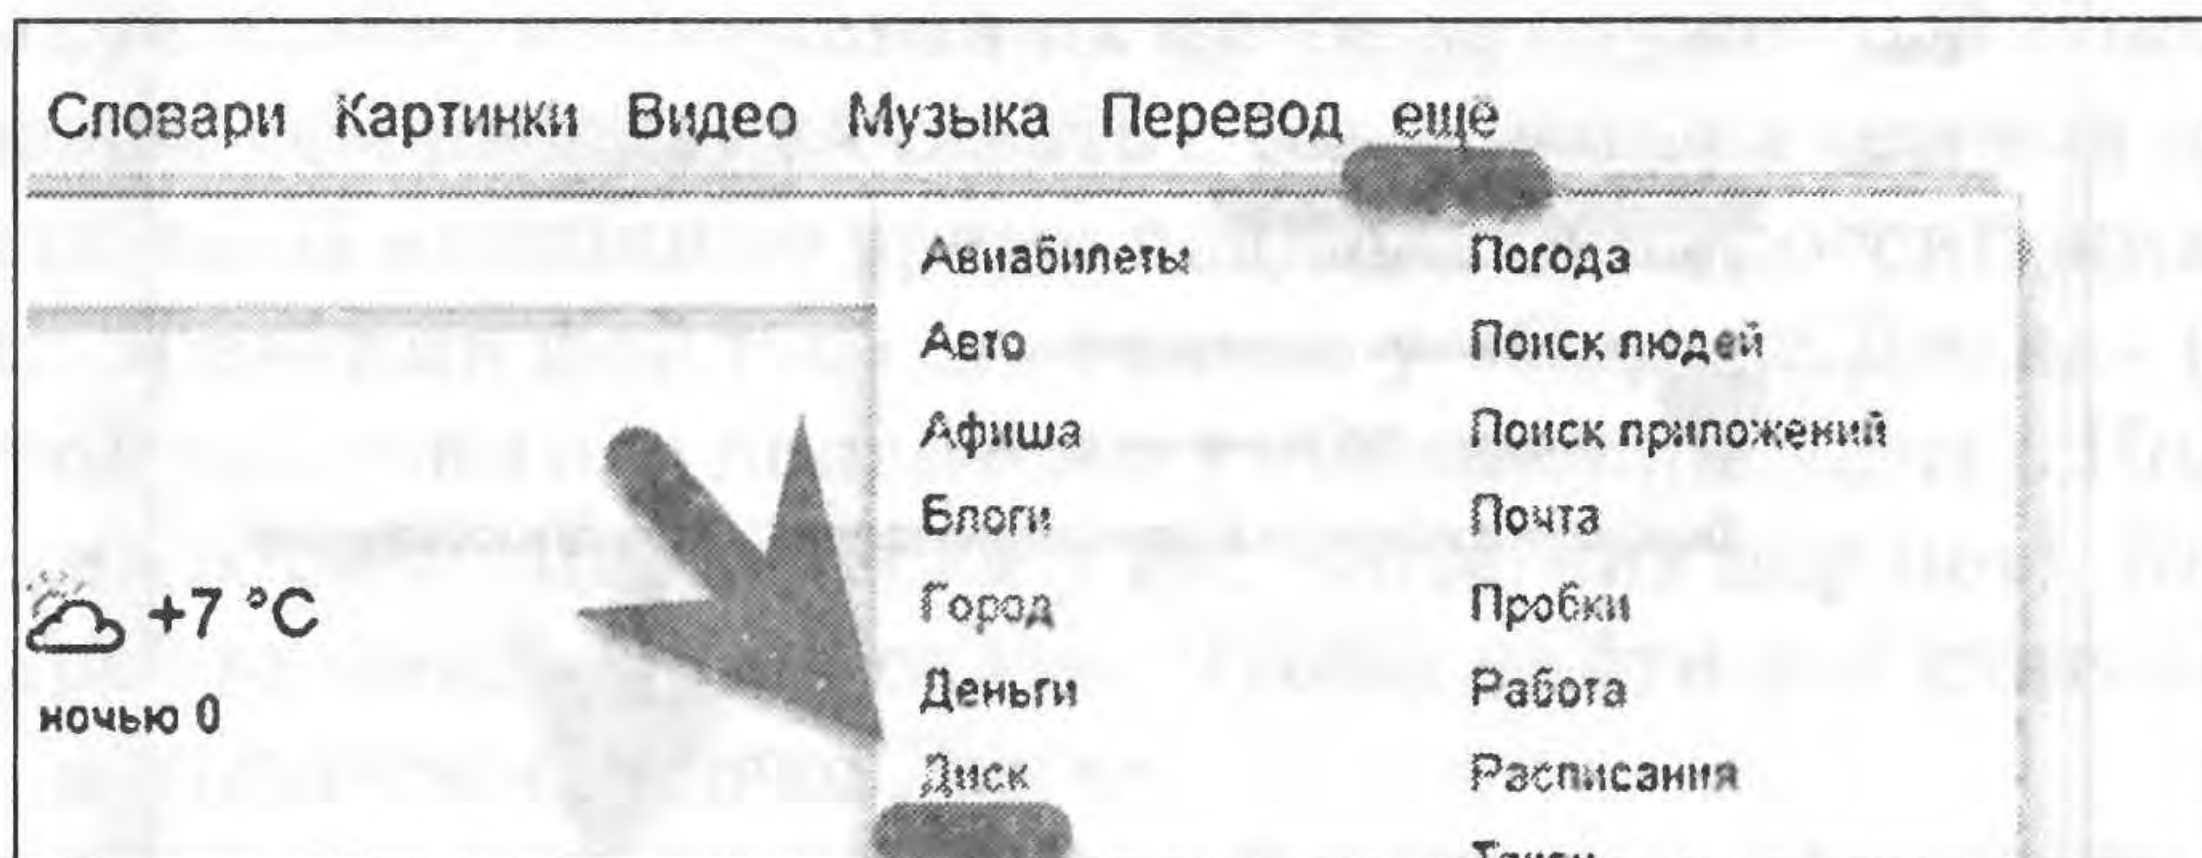 Словари Картинки Видео Музыка Перевод ещё
Авиабилеты Погода
Авто Поиск людей
Афиша Поиск приложений
Блоги Почта
Город Пробки
+7 °C
Деньги Работа
ночью 0
Диск Расписания